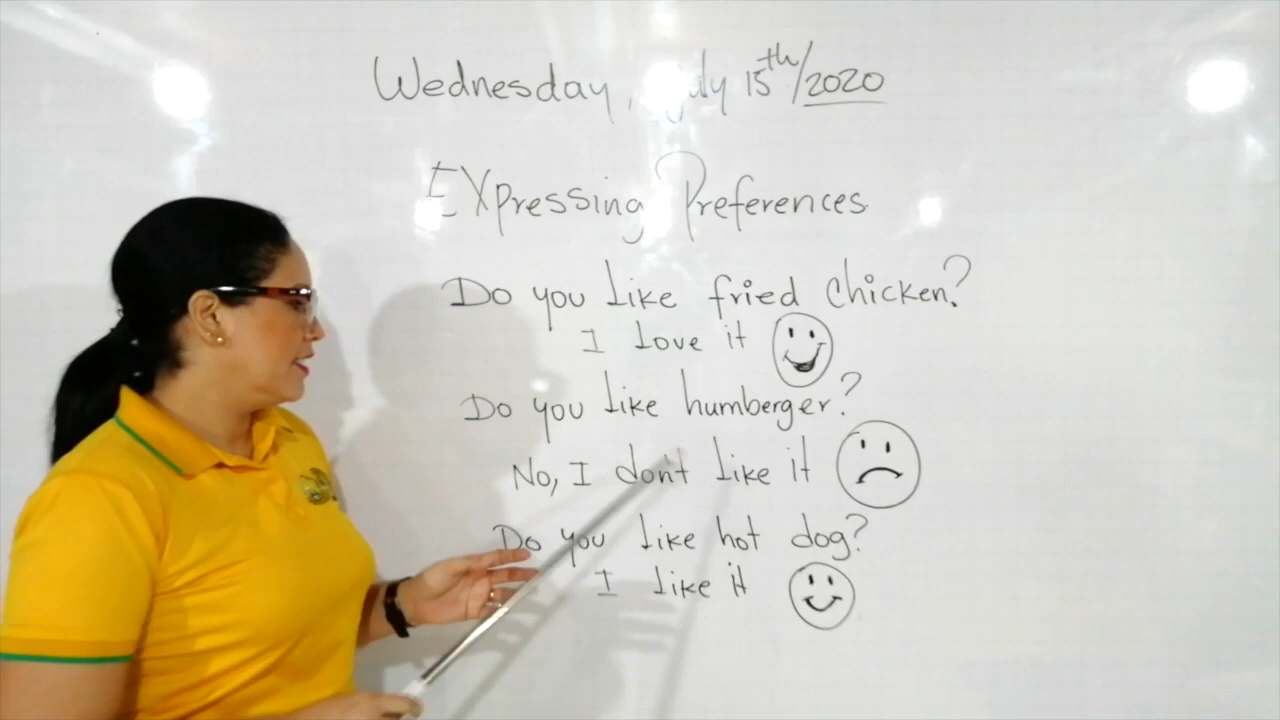 Wednesday, July 15th/2020
Expressing Preferences
Do you like fried chicken?
I love it
Do you like humberger?
No, I don't like it
Do you like hot dog?
I like it